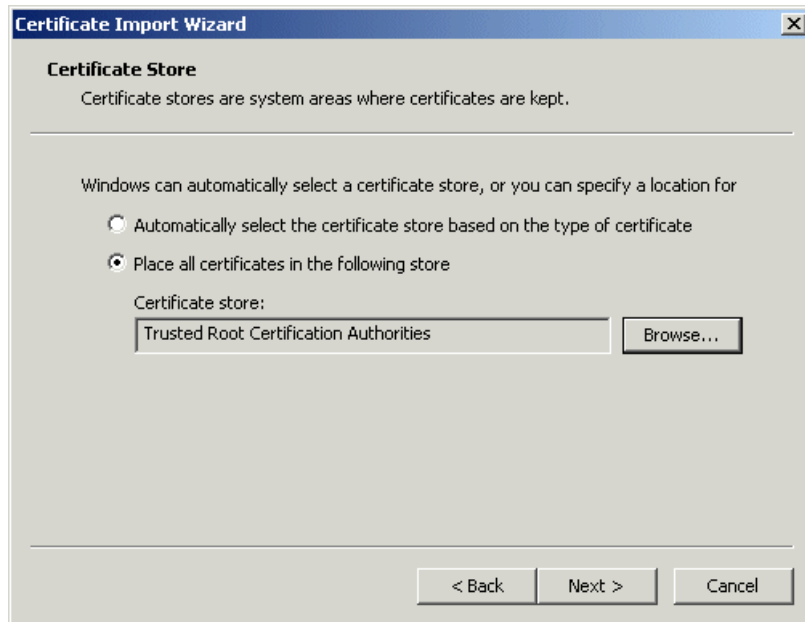 Certificate Import Wizard
Certificate Store
Certificate stores are system areas where certificates are kept.
Windows can automatically select a certificate store, or you can specify a location for
Automatically select the certificate store based on the type of certificate
Place all certificates in the following store
Certificate store:
Trusted Root Certification Authorities
Browse...
< Back
Next >
Cancel